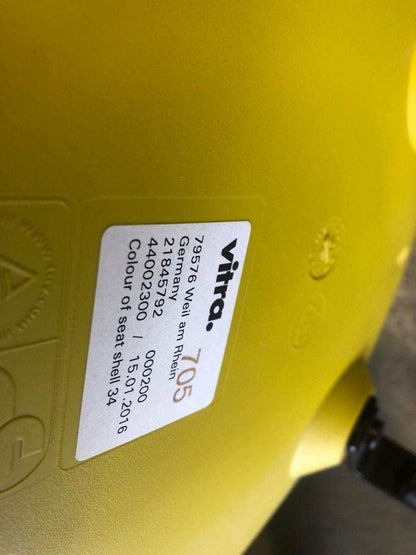 vitra.
705
79576 Weil am Rhein
Germany
21845792
44002300 / 000200
Colour of seat shell 34
15.01.2016